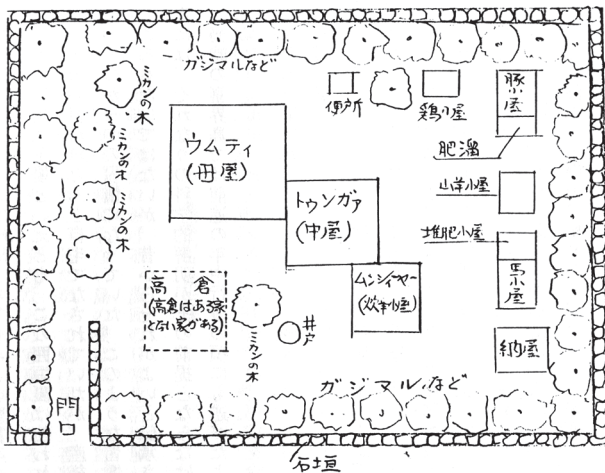 ガジマルなど
ミカンの木
ミカンの木
ミカンの木
便所
鶏小屋
豚小屋
肥溜
ウムティ
(母屋)
山羊小屋
トゥンガァ
(中屋)
堆肥小屋
馬小屋
ムンシィーヤー
(炊事小屋)
高倉
(高倉はある家
とない家がある)
ミカンの木
井戸
納屋
ガジマルなど
門口
石土垣